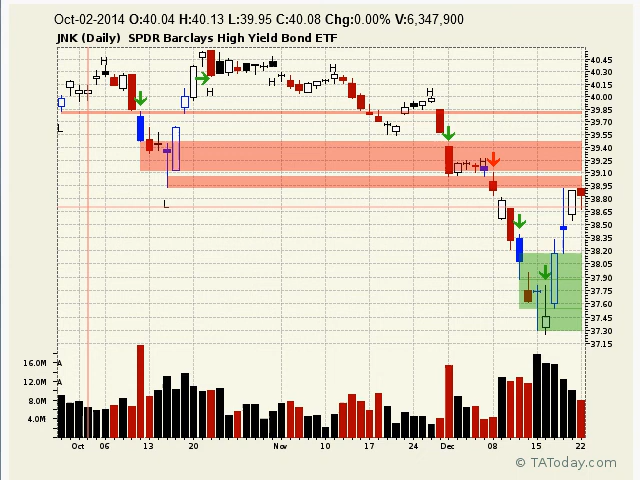 Oct-02-2014 O:40.04 H:40.13 L:39.95 C:40.08 Chg:0.00% V:6,347,900
JNK (Daily) SPDR Barclays High Yield Bond ETF
40.45
40.30
40.15
40.00
39.85
39.70
39.55
39.40
39.25
39.10
38.95
38.80
38.65
38.50
38.35
38.20
38.05
37.90
37.75
37.60
37.45
37.30
37.15
H
H
H
H
H
H
H
L
L
16.0M
12.0M
8.0M
4.0M
A
A
Oct 06 13 20 Nov 10 17 24 Dec 08 15 22
© TAToday.com